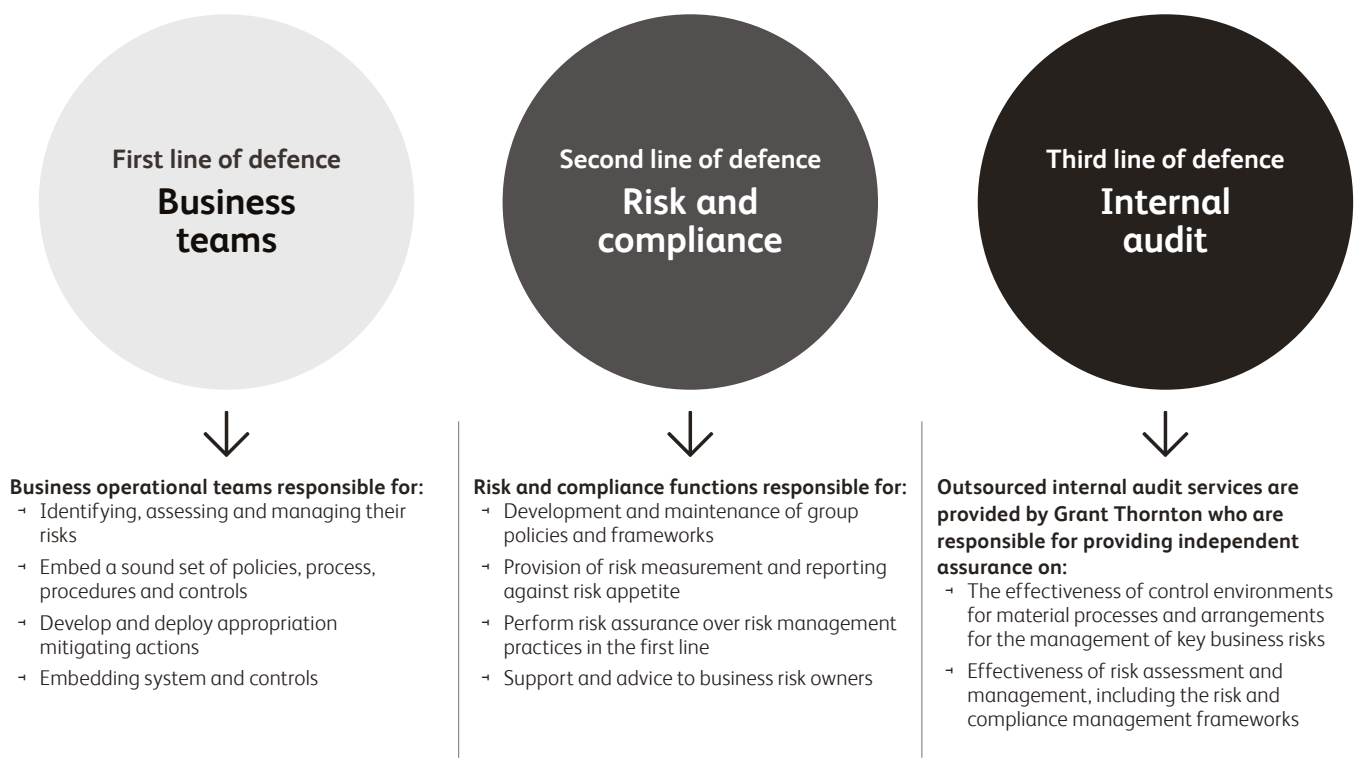 First line of defence
Business
teams
Second line of defence
Risk and
compliance
Third line of defence
Internal
audit
Business operational teams responsible for:
Identifying, assessing and managing their
risks
Embed a sound set of policies, process,
procedures and controls
Develop and deploy appropriation
mitigating actions
Embedding system and controls
Risk and compliance functions responsible for:
Development and maintenance of group
policies and frameworks
Provision of risk measurement and reporting
against risk appetite
Perform risk assurance over risk management
practices in the first line
Support and advice to business risk owners
Outsourced internal audit services are
provided by Grant Thornton who are
responsible for providing independent
assurance on:
The effectiveness of control environments
for material processes and arrangements
for the management of key business risks
Effectiveness of risk assessment and
management, including the risk and
compliance management frameworks